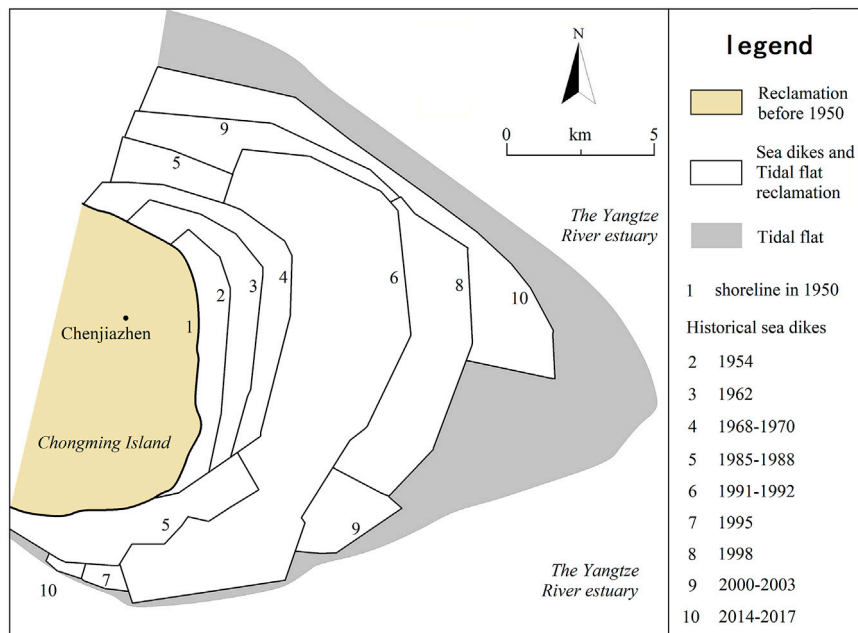 N
0 km 5
The Yangtze
River estuary
9
5
6
8
10
4
3
2
1
Chenjiazhen
Chongming Island
5
9
7
10
The Yangtze
River estuary
legend
Reclamation
before 1950
Sea dikes and
Tidal flat
reclamation
Tidal flat
1 shoreline in 1950
Historical sea dikes
2 1954
3 1962
4 1968-1970
5 1985-1988
6 1991-1992
7 1995
8 1998
9 2000-2003
10 2014-2017